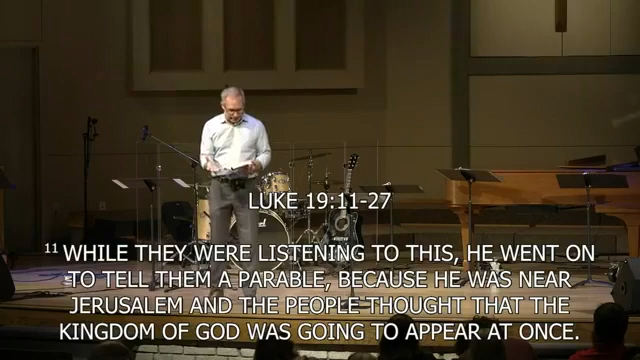 LUKE 19:11-27
11 WHILE THEY WERE LISTENING TO THIS, HE WENT ON
TO TELL THEM A PARABLE, BECAUSE HE WAS NEAR
JERUSALEM AND THE PEOPLE THOUGHT THAT THE
KINGDOM OF GOD WAS GOING TO APPEAR AT ONCE.